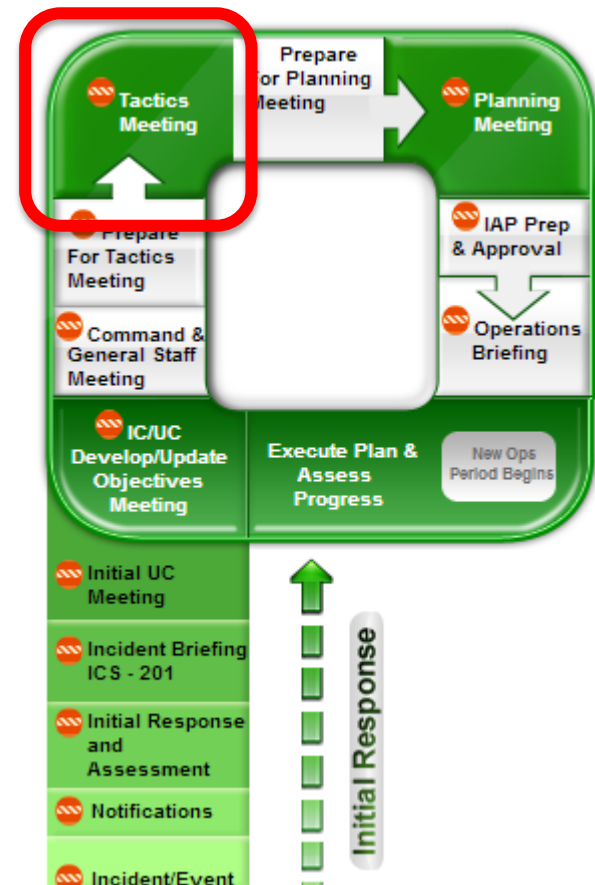 Tactics
Meeting
Prepare
For Planning
Meeting
Planning
Meeting
Prepare
For Tactics
Meeting
IAP Prep
& Approval
Command &
General Staff
Meeting
Operations
Briefing
IC/UC
Develop/Update
Objectives
Meeting
Execute Plan &
Assess
Progress
New Ops
Period Begins
Initial UC
Meeting
Incident Briefing
ICS - 201
Initial Response
and
Assessment
Notifications
Incident/Event
Initial Response